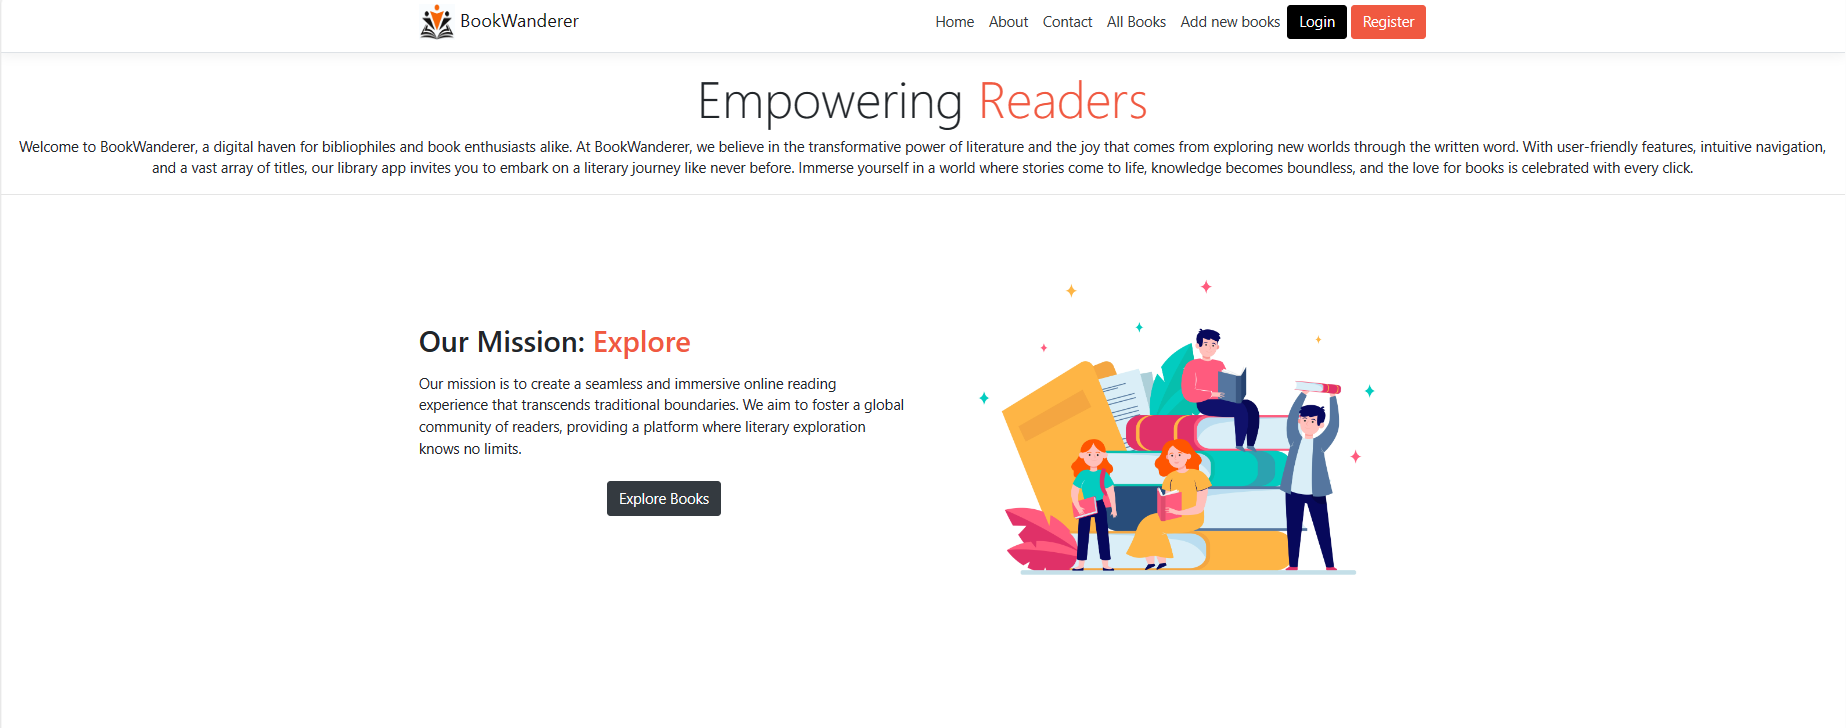 BookWanderer
Home About Contact All Books Add new books Login Register
Empowering Readers
Welcome to BookWanderer, a digital haven for bibliophiles and book enthusiasts alike. At BookWanderer, we believe in the transformative power of literature and the joy that comes from exploring new worlds through the written word. With user-friendly features, intuitive navigation,
and a vast array of titles, our library app invites you to embark on a literary journey like never before. Immerse yourself in a world where stories come to life, knowledge becomes boundless, and the love for books is celebrated with every click.
Our Mission: Explore
Our mission is to create a seamless and immersive online reading
experience that transcends traditional boundaries. We aim to foster a global
community of readers, providing a platform where literary exploration
knows no limits.
Explore Books